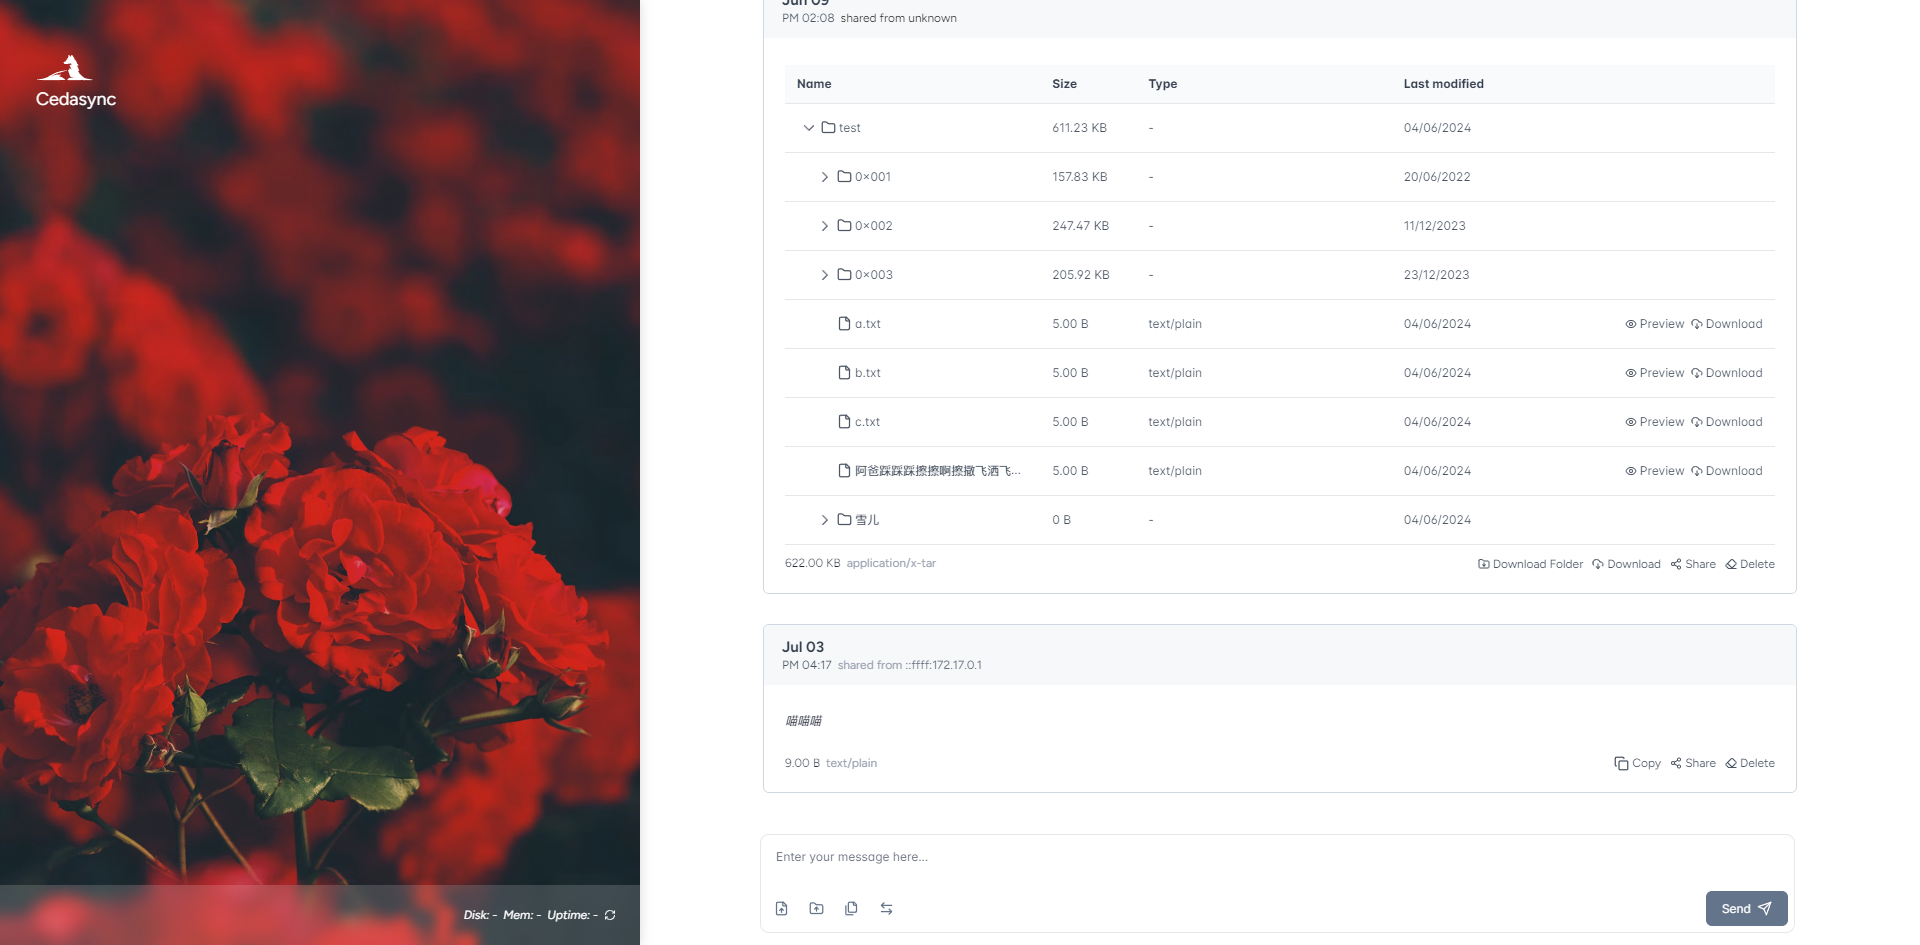 Cedasync
Disk: - Mem: - Uptime: -
Jun 09
PM 02:08 shared from unknown
Name Size Type Last modified
test 611.23 KB - 04/06/2024
0×001 157.83 KB - 20/06/2022
0×002 247.47 KB - 11/12/2023
0×003 205.92 KB - 23/12/2023
a.txt 5.00 B text/plain 04/06/2024 Preview Download
b.txt 5.00 B text/plain 04/06/2024 Preview Download
c.txt 5.00 B text/plain 04/06/2024 Preview Download
阿爸踩踩踩擦擦啊擦撒飞洒飞... 5.00 B text/plain 04/06/2024 Preview Download
雪儿 0 B - 04/06/2024
622.00 KB application/x-tar Download Folder Download Share Delete
Jul 03
PM 04:17 shared from ::ffff:172.17.0.1
喵喵喵
9.00 B text/plain Copy Share Delete
Enter your message here...
Send